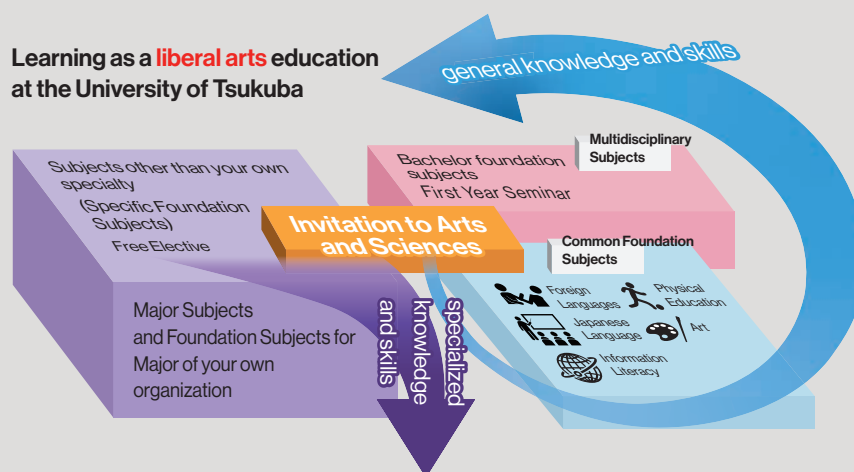 Learning as a liberal arts education
at the University of Tsukuba
general knowledge and skills
Subjects other than your own
specialty
(Specific Foundation
Subjects)
Free Elective
Major Subjects
and Foundation Subjects for
Major of your own
organization
Invitation to Arts
and Sciences
Multidisciplinary
Subjects
Bachelor foundation
subjects
First Year Seminar
Common Foundation
Subjects
Foreign
Languages
Physical
Education
Japanese
Language
Art
Information
Literacy
specialized
knowledge
and skills